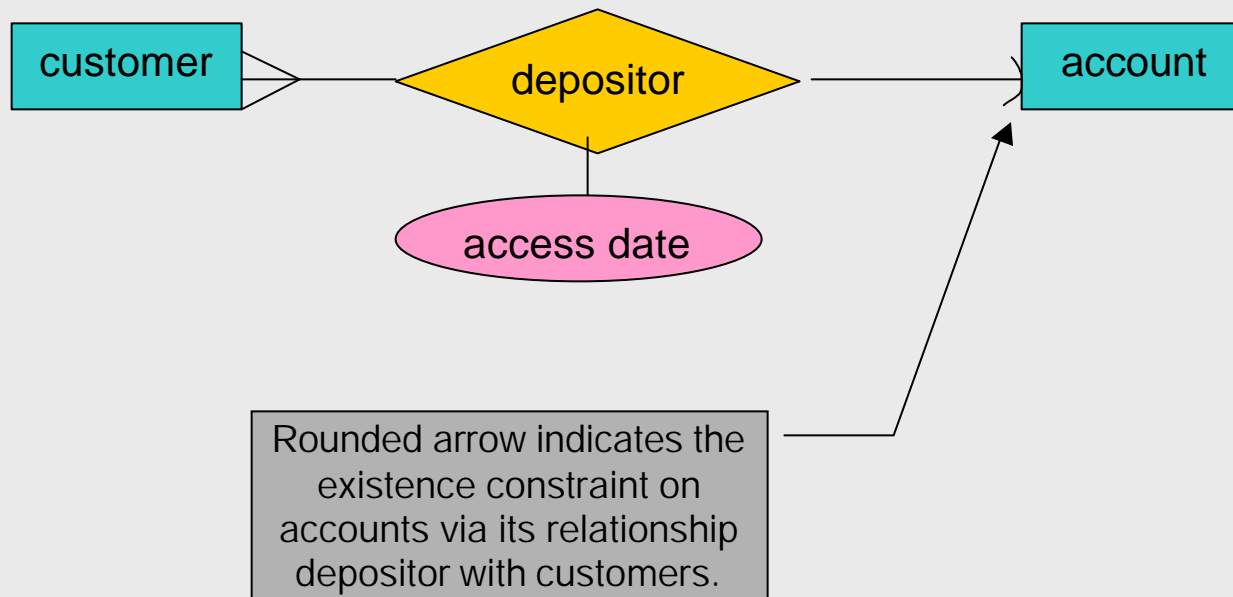 customer
depositor
account
access date
Rounded arrow indicates the
existence constraint on
accounts via its relationship
depositor with customers.